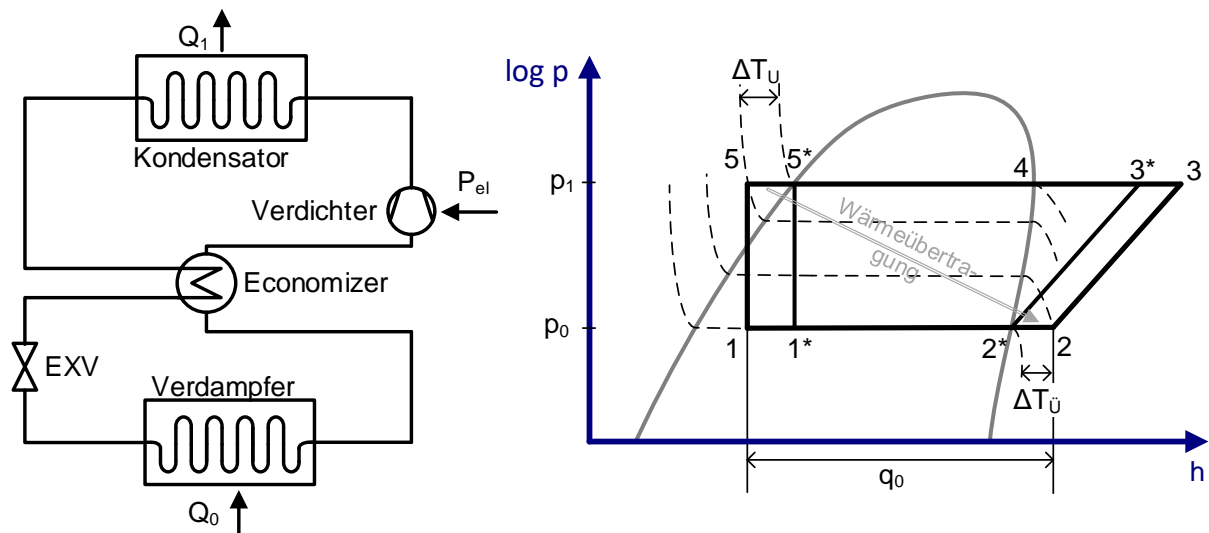 Q₁
Kondensator
Pₑₗ
Verdichter
Economizer
EXV
Verdampfer
Q₀
log p
ΔTᵤ
5
5*
4
3*
3
p₁
Wärmeübertra-
gung
p₀
1
1*
2*
2
ΔTÜ
h
q₀